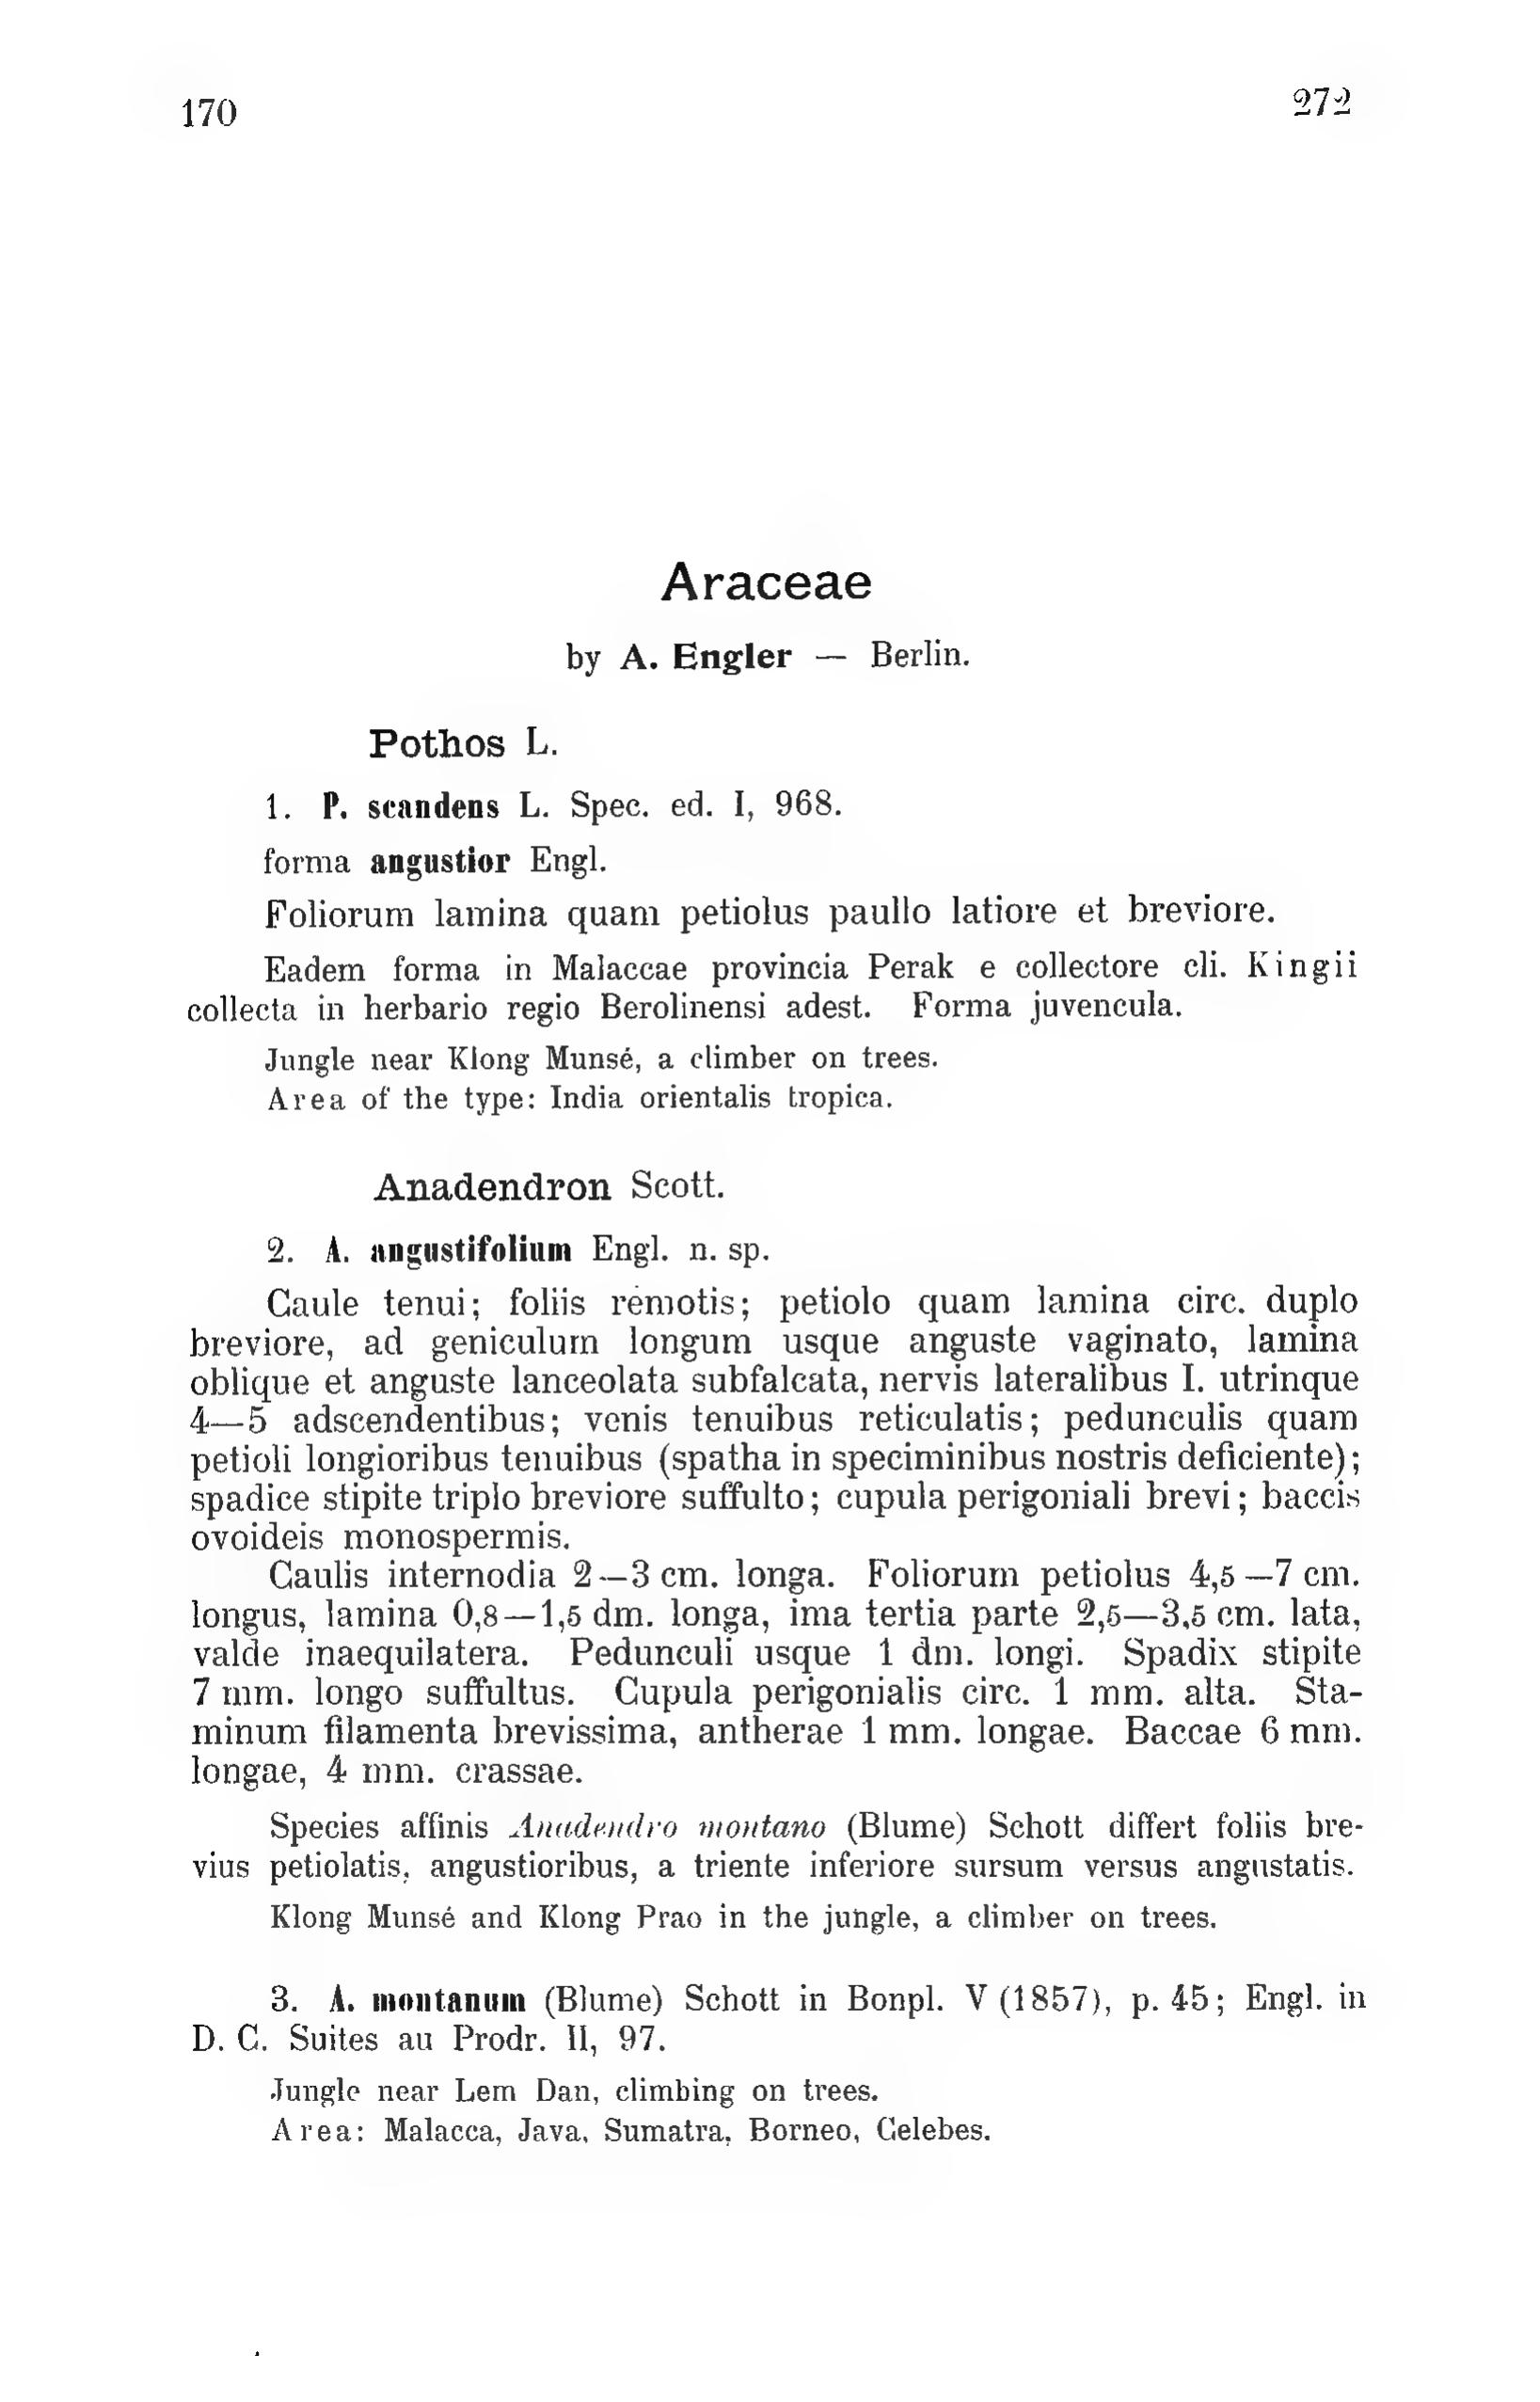 170
272
Araceae
by A. Engler — Berlin.
Pothos L.
1. P. scandens L. Spec. ed. I, 968.
forma angustior Engl.
Foliorum lamina quam petiolus paullo latiore et breviore.
Eadem forma in Malaccae provincia Perak e collectore cli. Kingii
collecta in herbario regio Berolinensi adest. Forma juvencula.
Jungle near Klong Munsé, a climber on trees.
Area of the type: India orientalis tropica.
Anadendron Scott.
2. A. angustifolium Engl. n. sp.
Caule tenui; foliis remotis; petiolo quam lamina circ. duplo
breviore, ad geniculum longum usque anguste vaginato, lamina
oblique et anguste lanceolata subfalcata, nervis lateralibus I. utrinque
4—5 adscendentibus; venis tenuibus reticulatis; pedunculis quam
petioli longioribus tenuibus (spatha in speciminibus nostris deficiente);
spadice stipite triplo breviore suffulto; cupula perigoniali brevi; baccis
ovoideis monospermis.
Caulis internodia 2—3 cm. longa. Foliorum petiolus 4,5—7 cm.
longus, lamina 0,8—1,5 dm. longa, ima tertia parte 2,5—3,5 cm. lata,
valde inaequilatera. Pedunculi usque 1 dm. longi. Spadix stipite
7 mm. longo suffultus. Cupula perigonialis circ. 1 mm. alta. Sta-
minum filamenta brevissima, antherae 1 mm. longae. Baccae 6 mm.
longae, 4 mm. crassae.
Species affinis Anadendro montano (Blume) Schott differt foliis bre-
vius petiolatis, angustioribus, a triente inferiore sursum versus angustatis.
Klong Munsé and Klong Prao in the jungle, a climber on trees.
3. A. montanum (Blume) Schott in Bonpl. V (1857), p. 45; Engl. in
D. C. Suites au Prodr. II, 97.
Jungle near Lem Dan, climbing on trees.
Area: Malacca, Java, Sumatra, Borneo, Celebes.